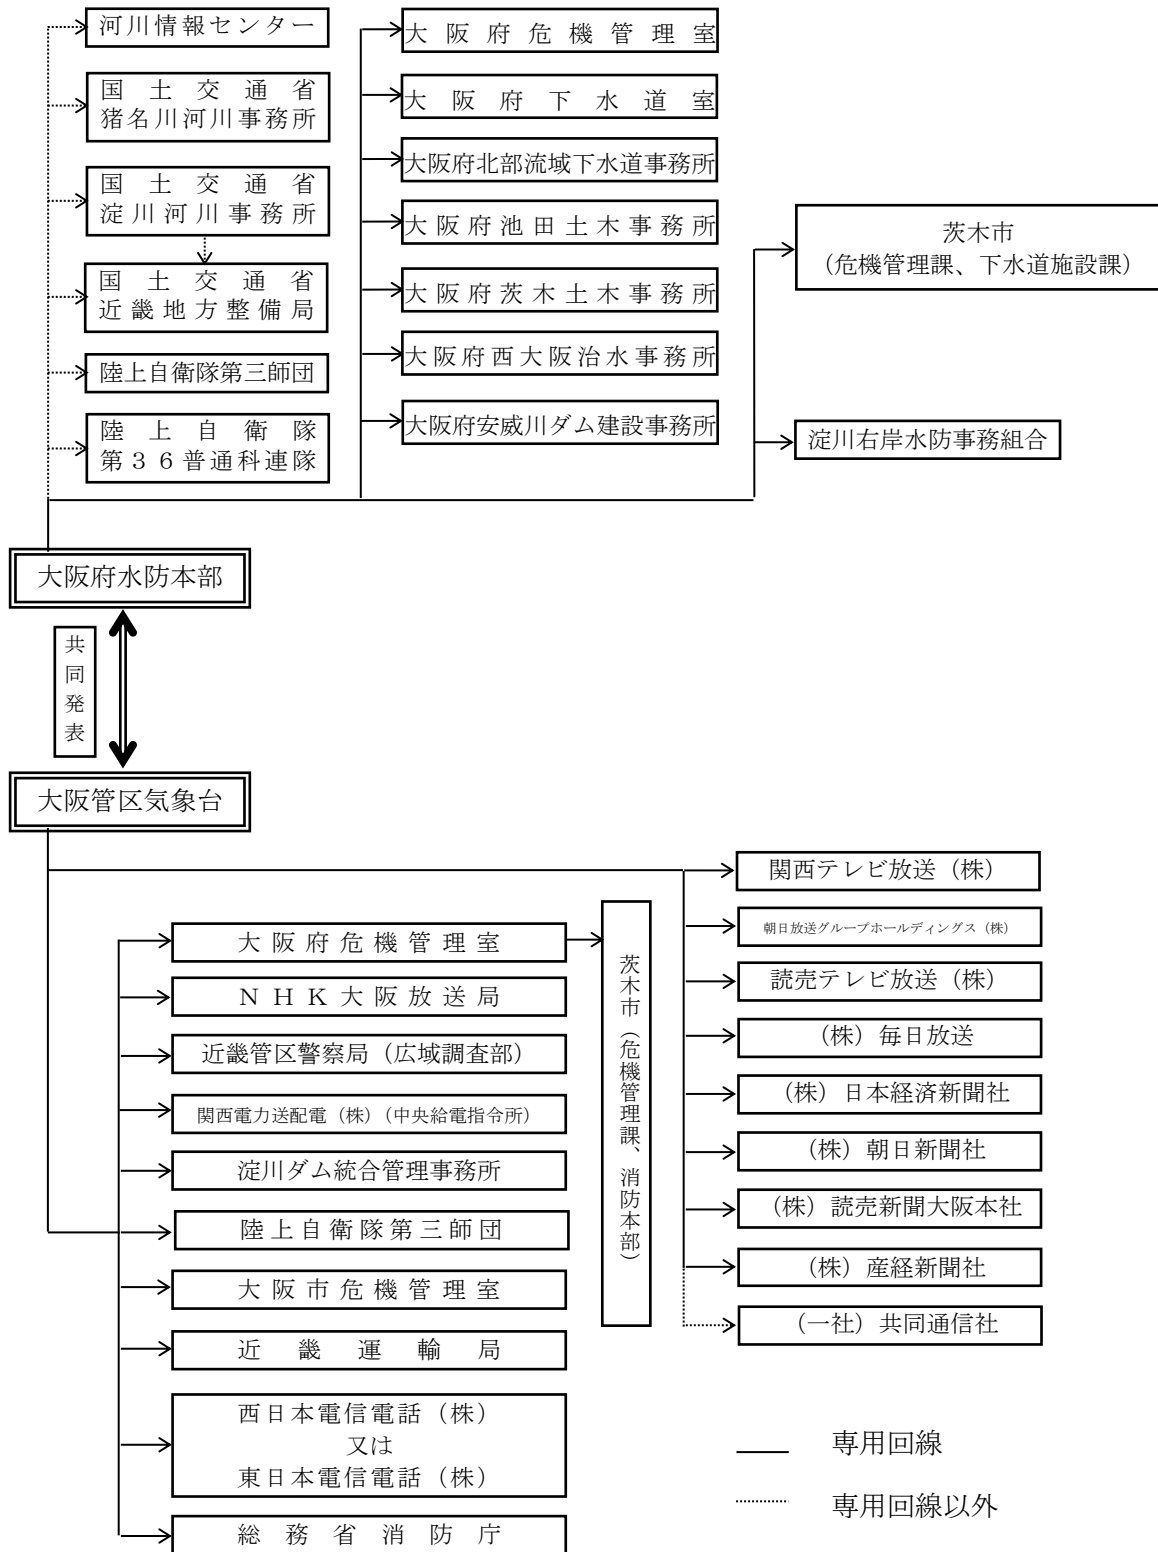 河川情報センター
国土交通省
猪名川河川事務所
国土交通省
淀川河川事務所
国土交通省
近畿地方整備局
陸上自衛隊第三師団
陸上自衛隊
第３６普通科連隊
大阪府危機管理室
大阪府下水道室
大阪府北部流域下水道事務所
大阪府池田土木事務所
大阪府茨木土木事務所
大阪府西大阪治水事務所
大阪府安威川ダム建設事務所
茨木市
（危機管理課、下水道施設課）
淀川右岸水防事務組合
大阪府水防本部
共同発表
大阪管区気象台
大阪府危機管理室
ＮＨＫ大阪放送局
近畿管区警察局（広域調査部）
関西電力送配電（株）（中央給電指令所）
淀川ダム統合管理事務所
陸上自衛隊第三師団
大阪市危機管理室
近畿運輸局
西日本電信電話（株）
又は
東日本電信電話（株）
総務省消防庁
茨木市（危機管理課、消防本部）
関西テレビ放送（株）
朝日放送グループホールディングス（株）
読売テレビ放送（株）
（株）毎日放送
（株）日本経済新聞社
（株）朝日新聞社
（株）読売新聞大阪本社
（株）産経新聞社
（一社）共同通信社
専用回線
専用回線以外